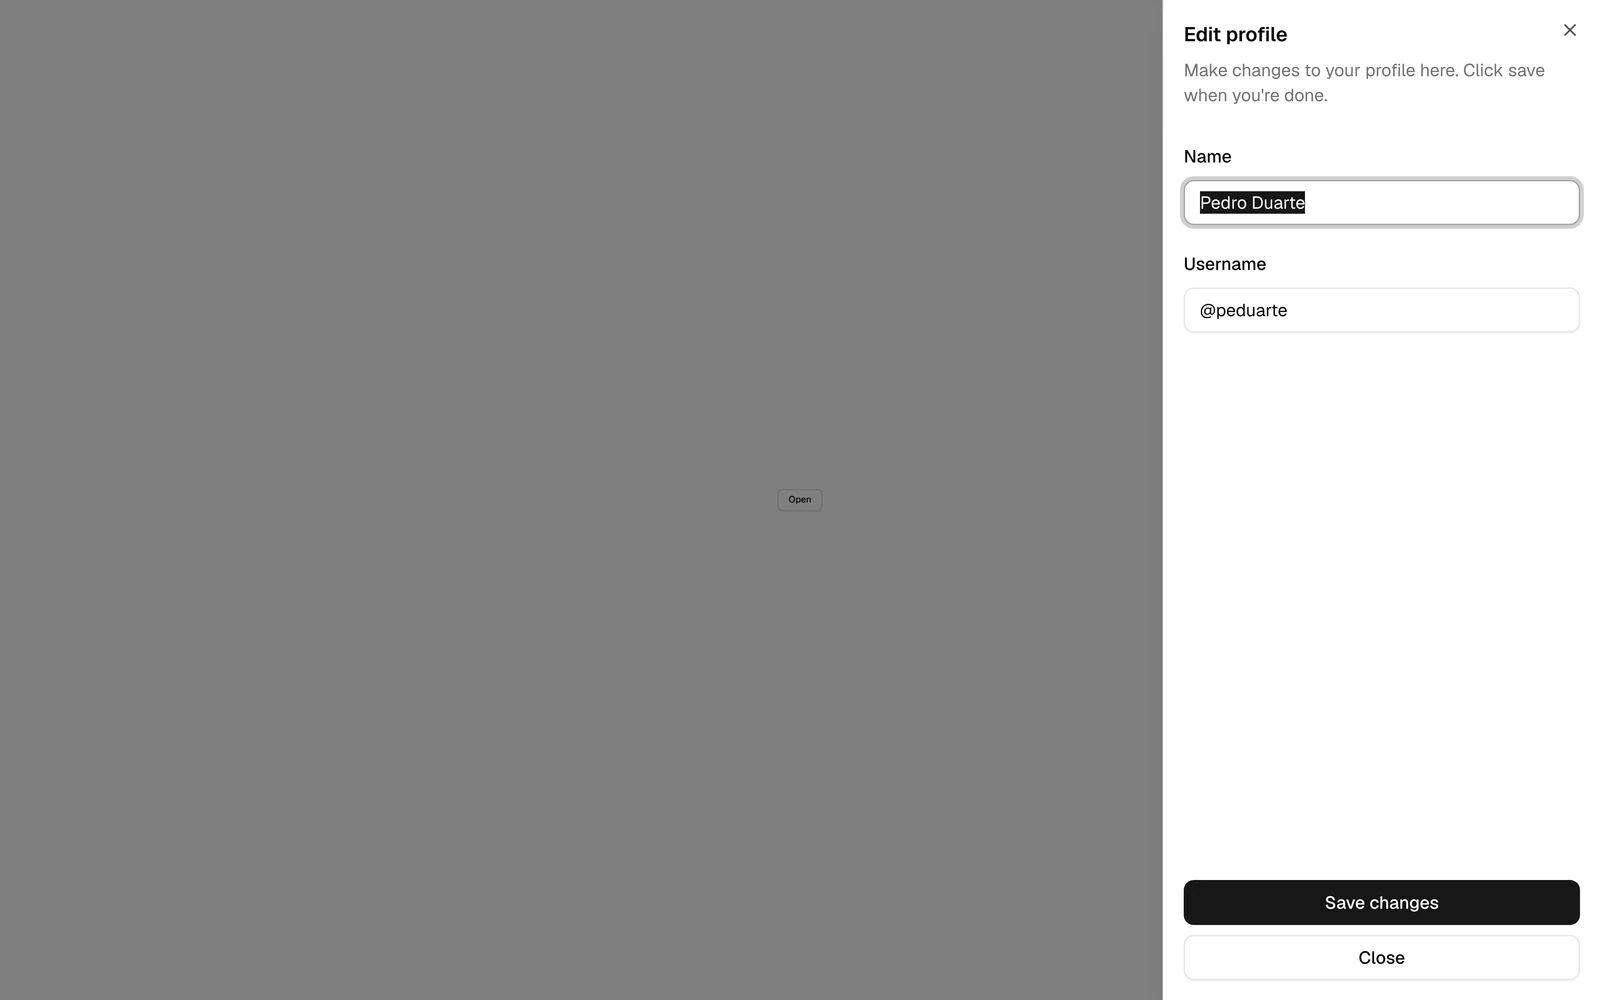 Edit profile
Make changes to your profile here. Click save
when you're done.
Name
Pedro Duarte
Username
@peduarte
Open
Save changes
Close